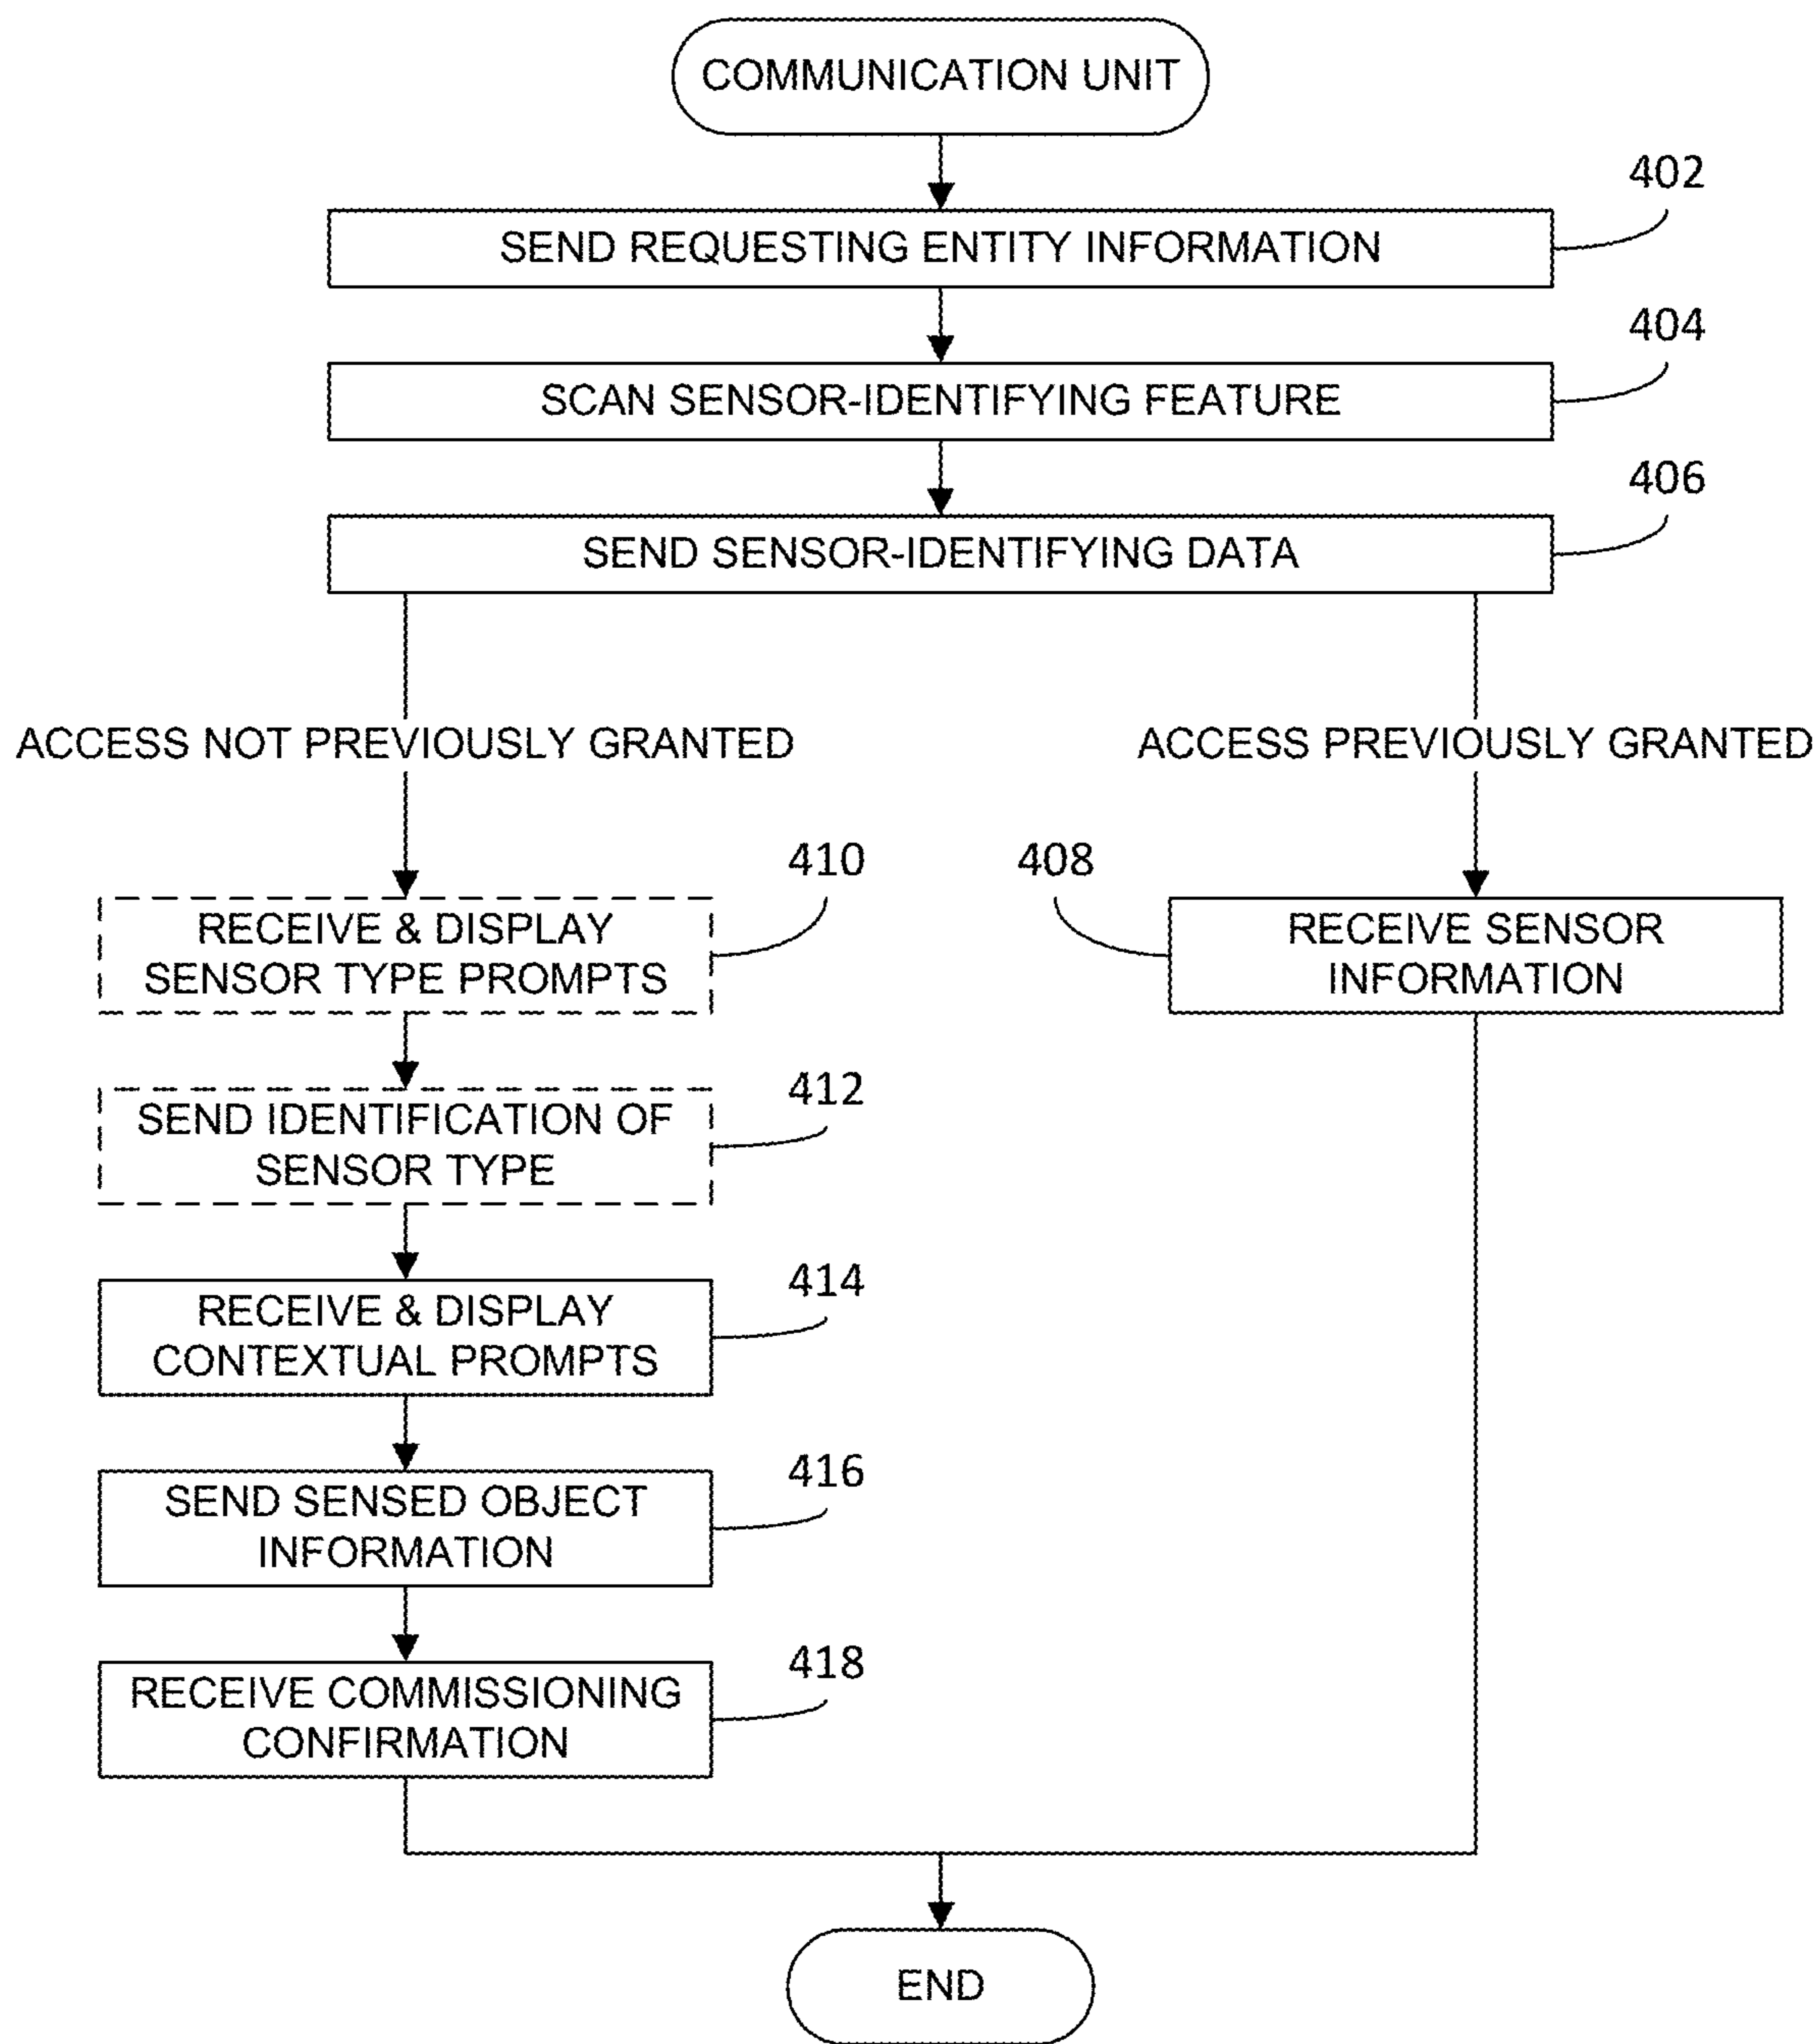 COMMUNICATION UNIT
402
SEND REQUESTING ENTITY INFORMATION
404
SCAN SENSOR-IDENTIFYING FEATURE
406
SEND SENSOR-IDENTIFYING DATA
ACCESS NOT PREVIOUSLY GRANTED
ACCESS PREVIOUSLY GRANTED
410
RECEIVE & DISPLAY
SENSOR TYPE PROMPTS
408
RECEIVE SENSOR
INFORMATION
412
SEND IDENTIFICATION OF
SENSOR TYPE
414
RECEIVE & DISPLAY
CONTEXTUAL PROMPTS
416
SEND SENSED OBJECT
INFORMATION
418
RECEIVE COMMISSIONING
CONFIRMATION
END